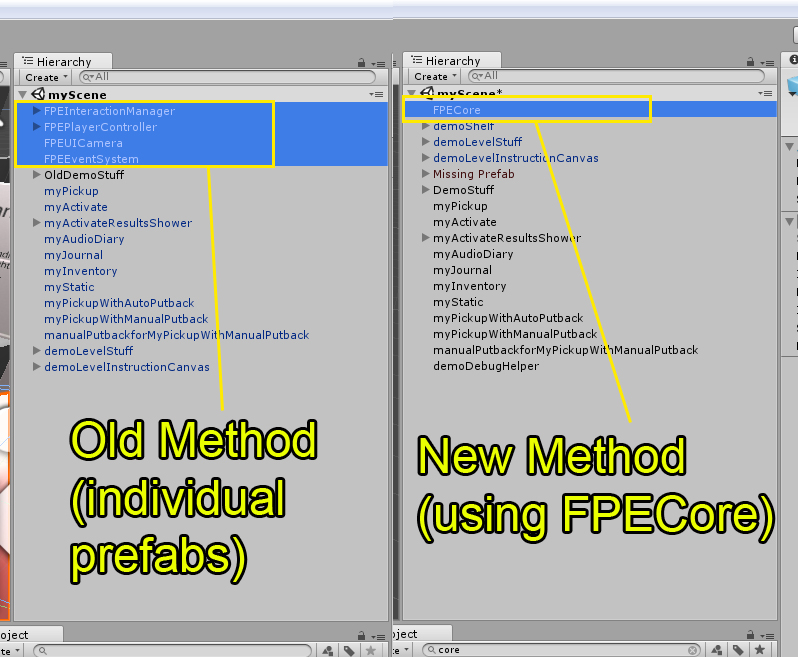 Hierarchy
Create
All
myScene
FPEInteractionManager
FPEPlayerController
FPEUICamera
FPEEventSystem
OldDemoStuff
myPickup
myActivate
myActivateResultsShower
myAudioDiary
myJournal
myInventory
myStatic
myPickupWithAutoPutback
myPickupWithManualPutback
manualPutbackforMyPickupWithManualPutback
demoLevelStuff
demoLevelInstructionCanvas
Old Method
(individual
prefabs)
oject
te
Hierarchy
Create
All
myScene*
FPECore
demoShelf
demoLevelStuff
demoLevelInstructionCanvas
Missing Prefab
DemoStuff
myPickup
myActivate
myActivateResultsShower
myAudioDiary
myJournal
myInventory
myStatic
myPickupWithAutoPutback
myPickupWithManualPutback
manualPutbackforMyPickupWithManualPutback
demoDebugHelper
New Method
(using FPECore)
ject
e
core